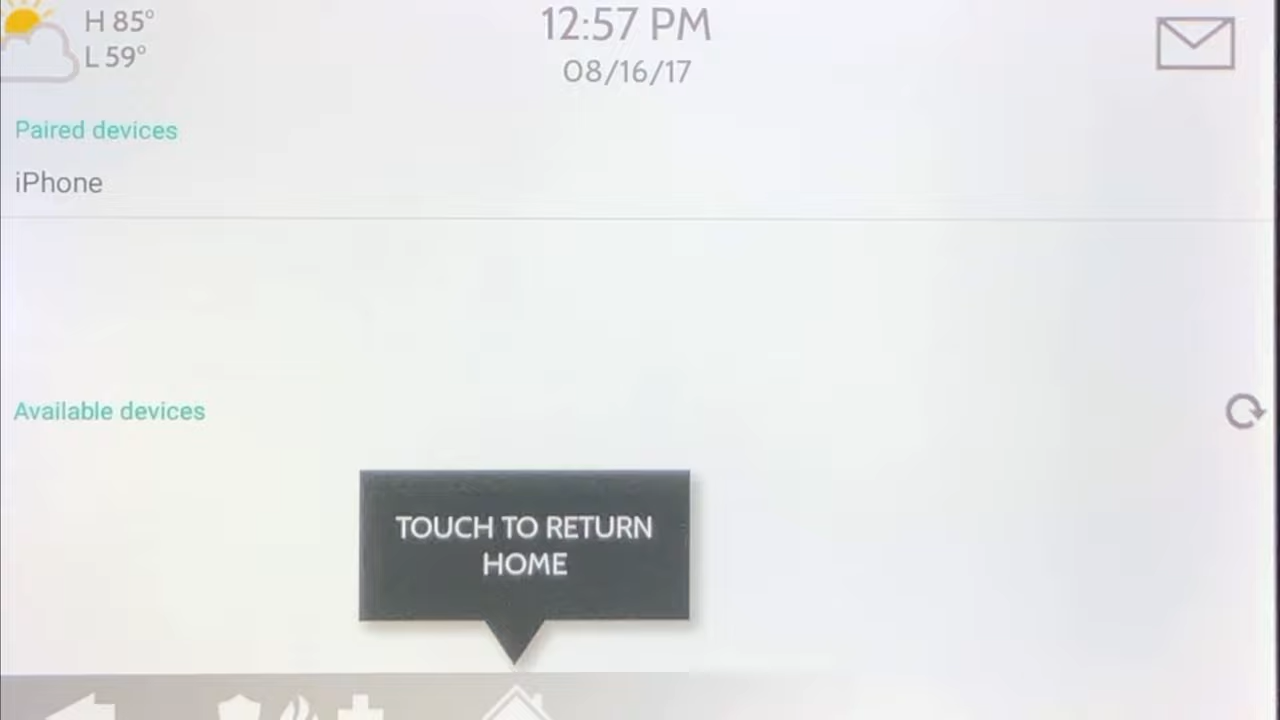 H 85°
L 59°
12:57 PM
08/16/17
Paired devices
iPhone
Available devices
TOUCH TO RETURN
HOME